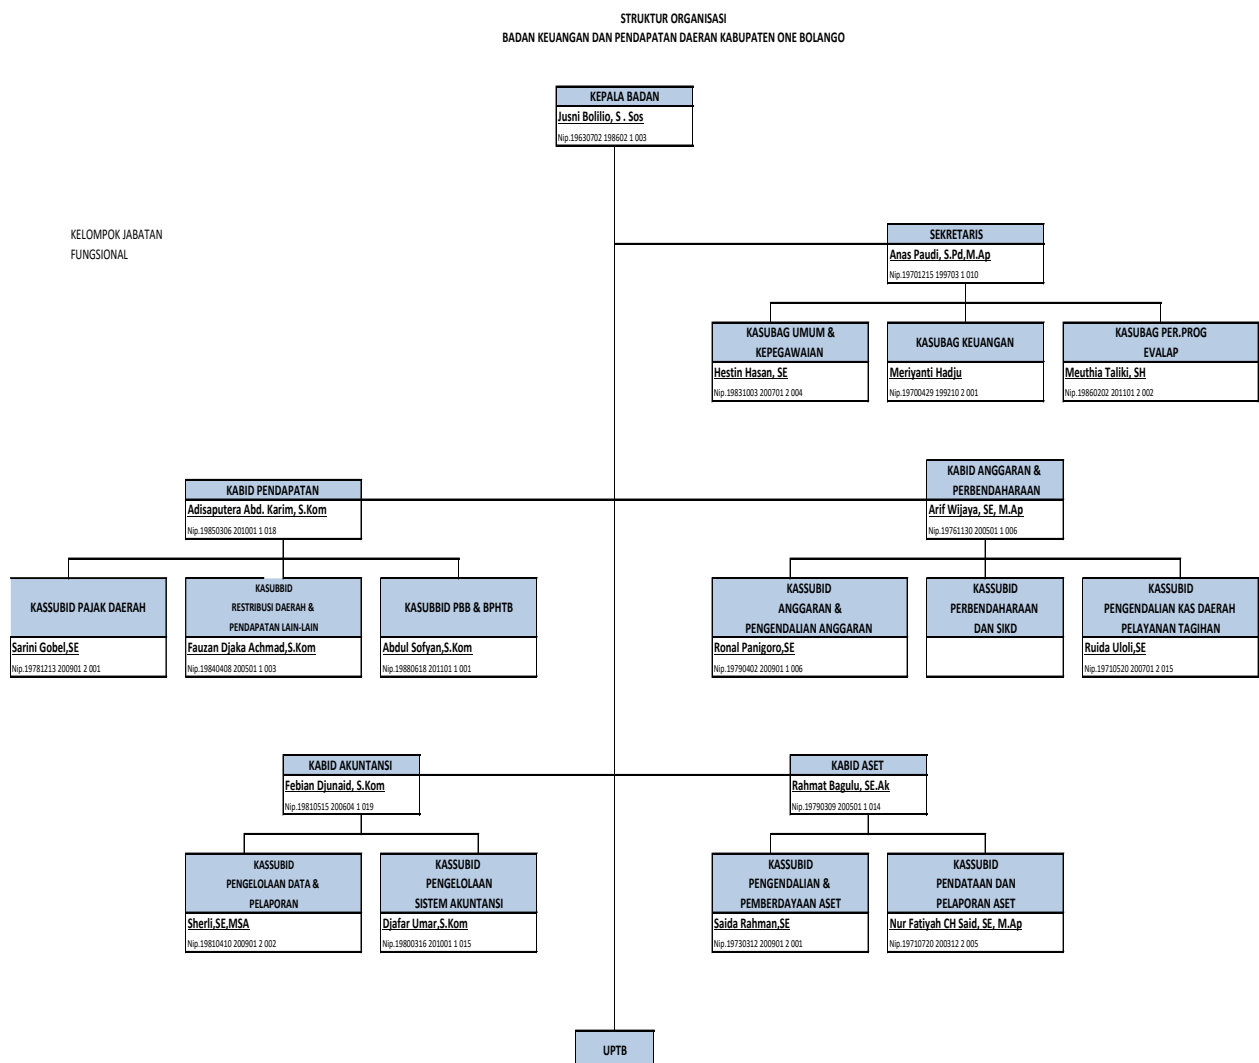 STRUKTUR ORGANISASI
BADAN KEUANGAN DAN PENDAPATAN DAERAN KABUPATEN ONE BOLANGO
KEPALA BADAN
Jusni Bolilio, S . Sos
Nip.19630702 198602 1 003
KELOMPOK JABATAN
FUNGSIONAL
SEKRETARIS
Anas Paudi, S.Pd,M.Ap
Nip.19701215 199703 1 010
KASUBAG UMUM &
KEPEGAWAIAN
Hestin Hasan, SE
Nip.19831003 200701 2 004
KASUBAG KEUANGAN
Meriyanti Hadju
Nip.19700429 199210 2 001
KASUBAG PER.PROG
EVALAP
Meuthia Taliki, SH
Nip.19860202 201101 2 002
KABID PENDAPATAN
Adisaputera Abd. Karim, S.Kom
Nip.19850306 201001 1 018
KABID ANGGARAN &
PERBENDAHARAAN
Arif Wijaya, SE, M.Ap
Nip.19761130 200501 1 006
KASSUBID PAJAK DAERAH
Sarini Gobel,SE
Nip.19781213 200901 2 001
KASUBBID
RESTRIBUSI DAERAH &
PENDAPATAN LAIN-LAIN
Fauzan Djaka Achmad,S.Kom
Nip.19840408 200501 1 003
KASUBBID PBB & BPHTB
Abdul Sofyan,S.Kom
Nip.19880618 201101 1 001
KASSUBID
ANGGARAN &
PENGENDALIAN ANGGARAN
Ronal Panigoro,SE
Nip.19790402 200901 1 006
KASSUBID
PERBENDAHARAAN
DAN SIKD
KASSUBID
PENGENDALIAN KAS DAERAH
PELAYANAN TAGIHAN
Ruida Uloli,SE
Nip.19710520 200701 2 015
KABID AKUNTANSI
Febian Djunaid, S.Kom
Nip.19810515 200604 1 019
KABID ASET
Rahmat Bagulu, SE.Ak
Nip.19790309 200501 1 014
KASSUBID
PENGELOLAAN DATA &
PELAPORAN
Sherli,SE,MSA
Nip.19810410 200901 2 002
KASSUBID
PENGELOLAAN
SISTEM AKUNTANSI
Djafar Umar,S.Kom
Nip.19800316 201001 1 015
KASSUBID
PENGENDALIAN &
PEMBERDAYAAN ASET
Saida Rahman,SE
Nip.19730312 200901 2 001
KASSUBID
PENDATAAN DAN
PELAPORAN ASET
Nur Fatiyah CH Said, SE, M.Ap
Nip.19710720 200312 2 005
UPTB